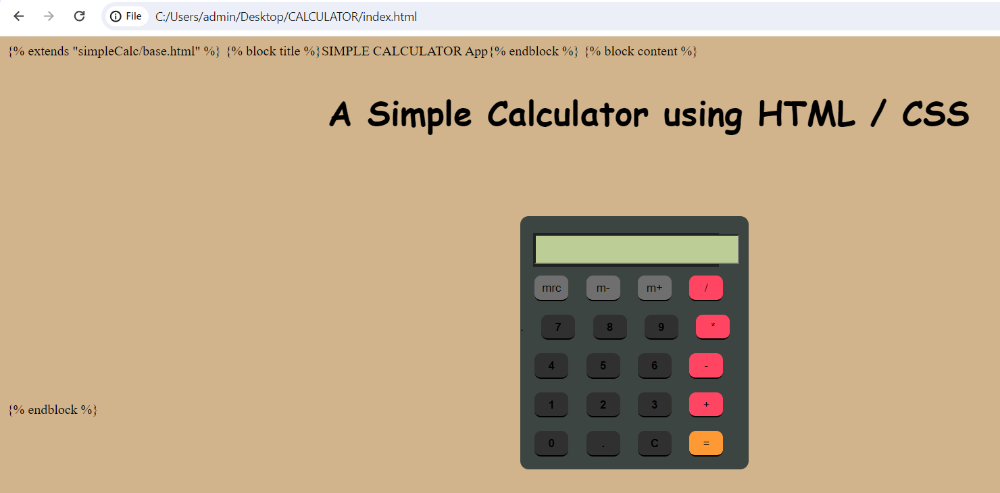 File C:/Users/admin/Desktop/CALCULATOR/index.html
{% extends "simpleCalc/base.html" %} {% block title %}SIMPLE CALCULATOR App{% endblock %} {% block content %}
A Simple Calculator using HTML / CSS
mrc m- m+ /
. 7 8 9 *
4 5 6 -
1 2 3 +
{% endblock %}
0 . C =